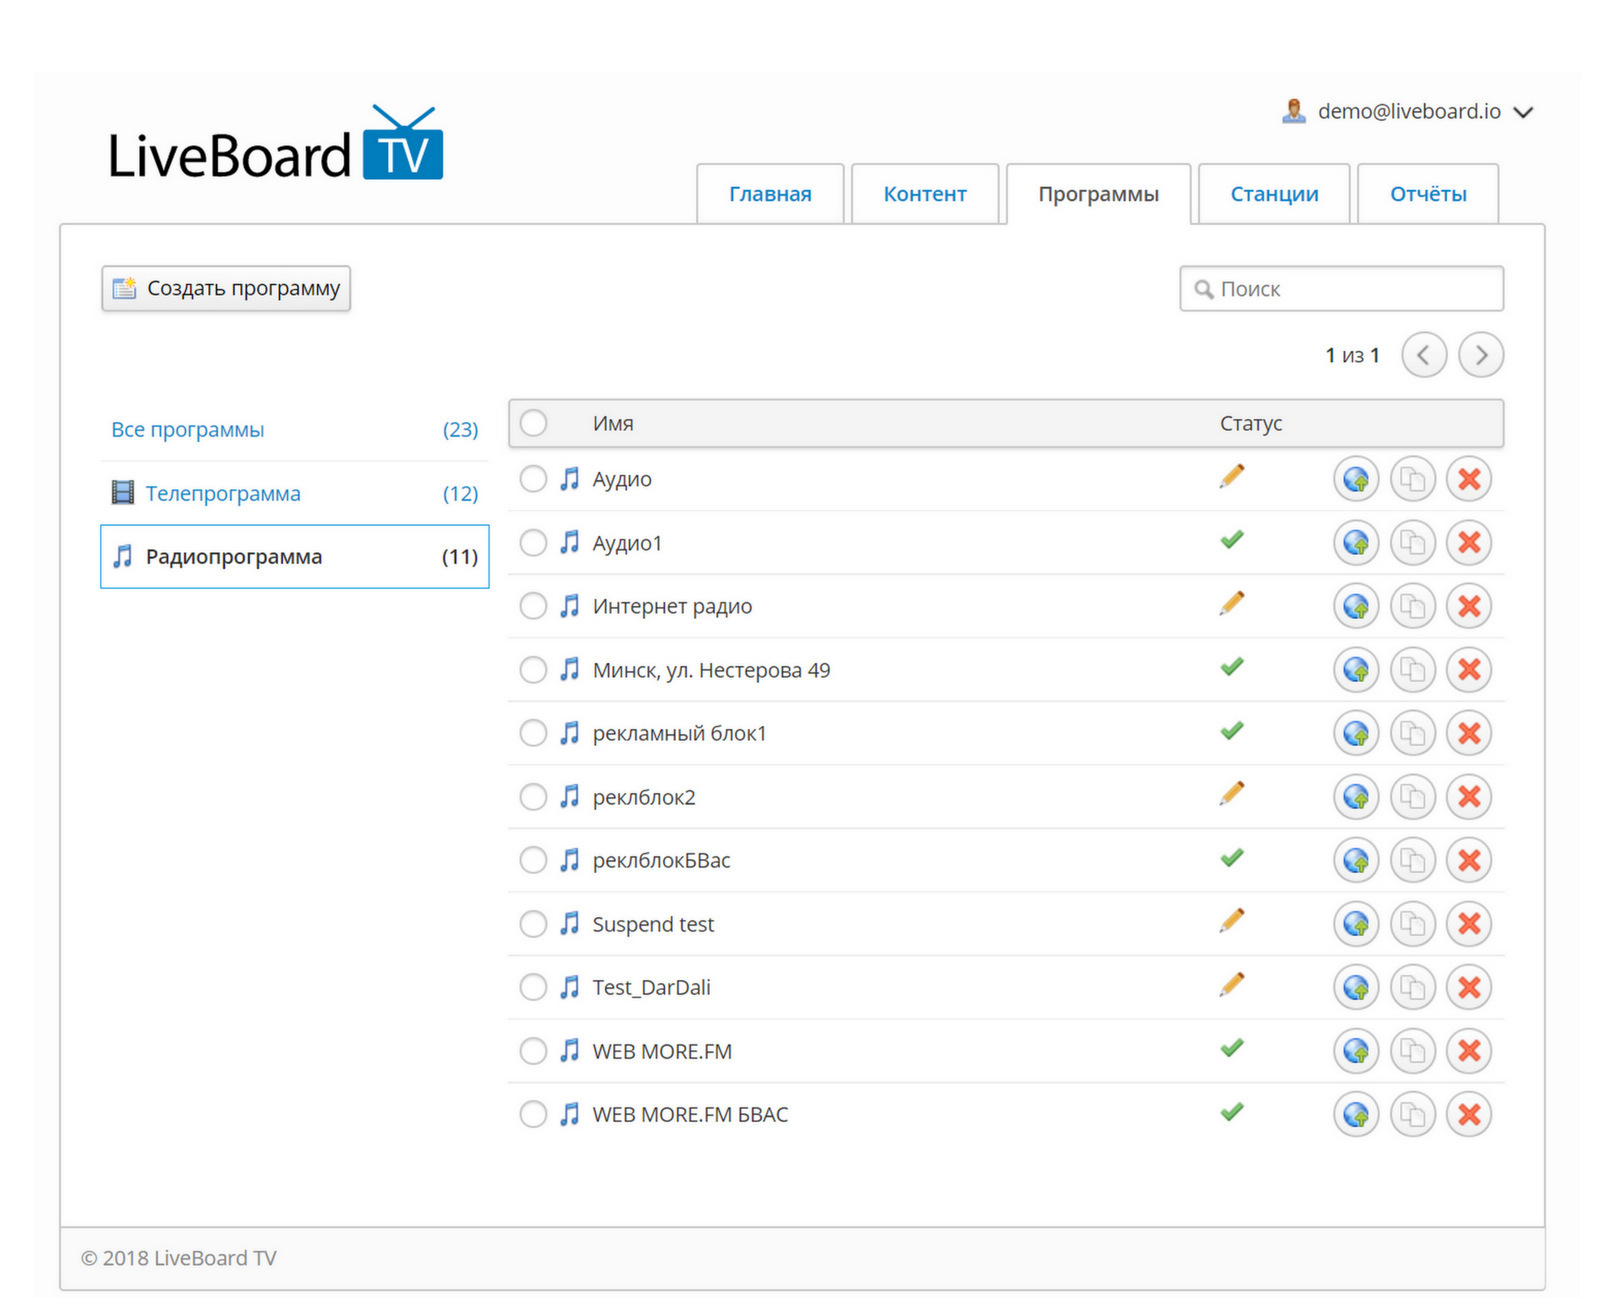 LiveBoard TV
demo@liveboard.io
Главная Контент Программы Станции Отчёты
Создать программу
Поиск
1 из 1
Все программы (23)
Телепрограмма (12)
Радиопрограмма (11)
Имя Статус
Аудио
Аудио1
Интернет радио
Минск, ул. Нестерова 49
рекламный блок1
реклблок2
реклблокБВас
Suspend test
Test_DarDali
WEB MORE.FM
WEB MORE.FM БВАС
© 2018 LiveBoard TV